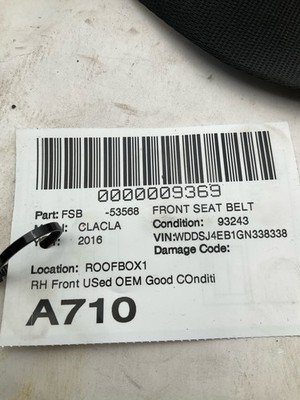 0000009369
Part: FSB -53568 FRONT SEAT BELT
: CLACLA Condition: 93243
: 2016 VIN:WDDSJ4EB1GN338338
Damage Code:
Location: ROOFBOX1
RH Front USed OEM Good COnditi
A710